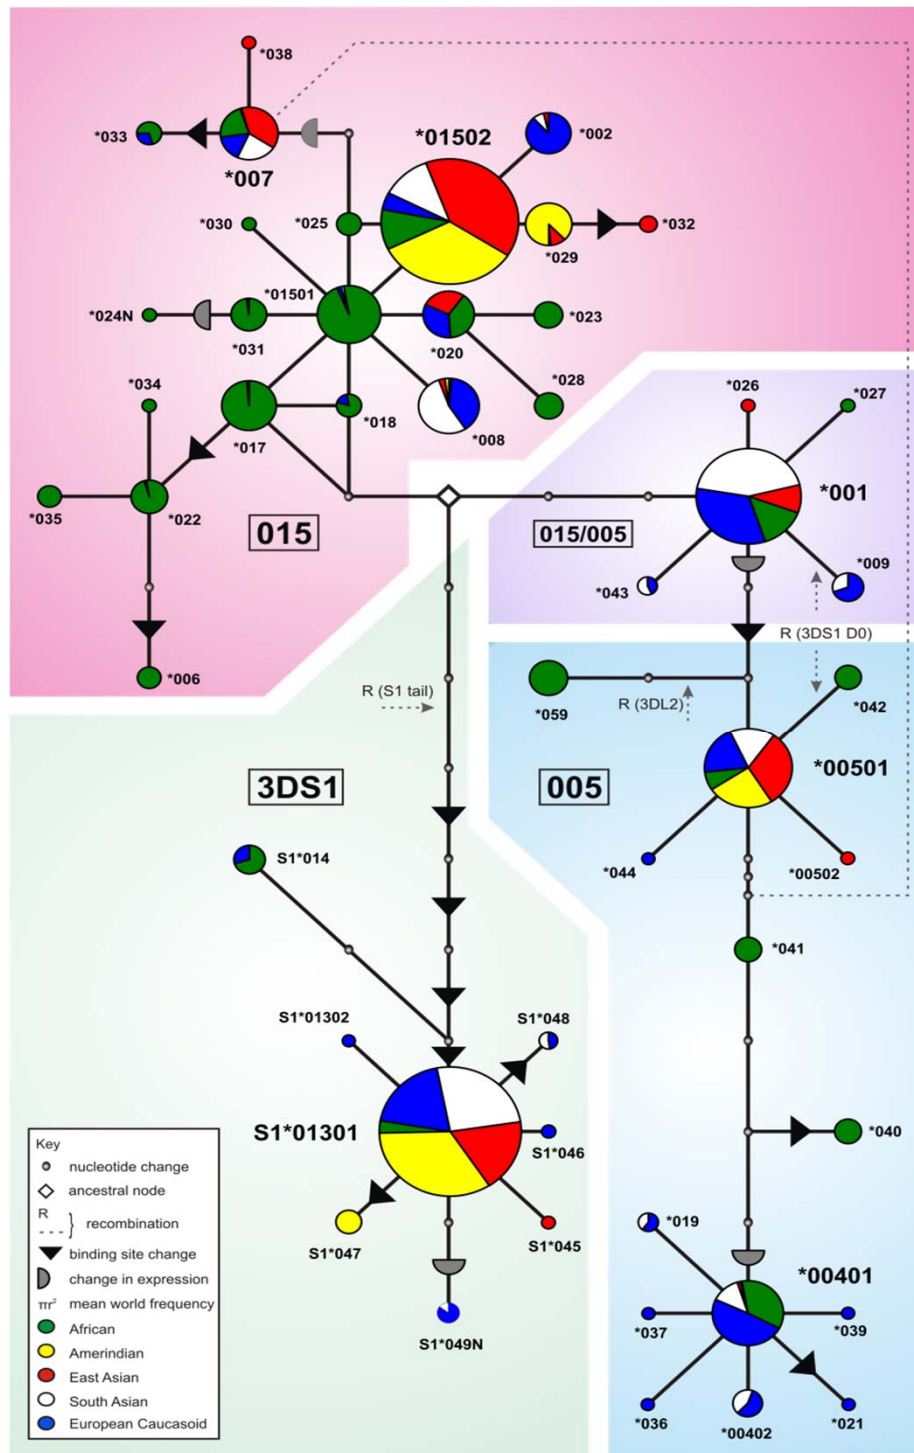 *038
*033
*007
*01502
*002
*030
*025
*032
*029
*01501
*024N
*031
*020
*023
*034
*028
*017
*018
*008
*026
*027
*035
*022
015
*001
015/005
*043
*009
*006
R (3DS1 D0)
R (S1 tail)
R (3DL2)
*059
*042
3DS1
005
*00501
S1*014
*044
*00502
*041
S1*01302
S1*048
S1*01301
S1*046
*040
S1*047
S1*045
S1*049N
*019
*00401
*037
*039
*036
*00402
*021
Key
nucleotide change
ancestral node
R
} recombination
binding site change
change in expression
πr² mean world frequency
African
Amerindian
East Asian
South Asian
European Caucasoid